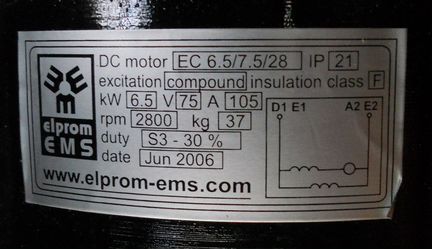 DC motor EC 6.5/7.5/28 IP 21
excitation compound insulation class F
kW 6.5 V 75 A 105
rpm 2800 kg 37
duty S3 - 30 %
date Jun 2006
elprom
EMS
www.elprom-ems.com
D1 E1 A2 E2